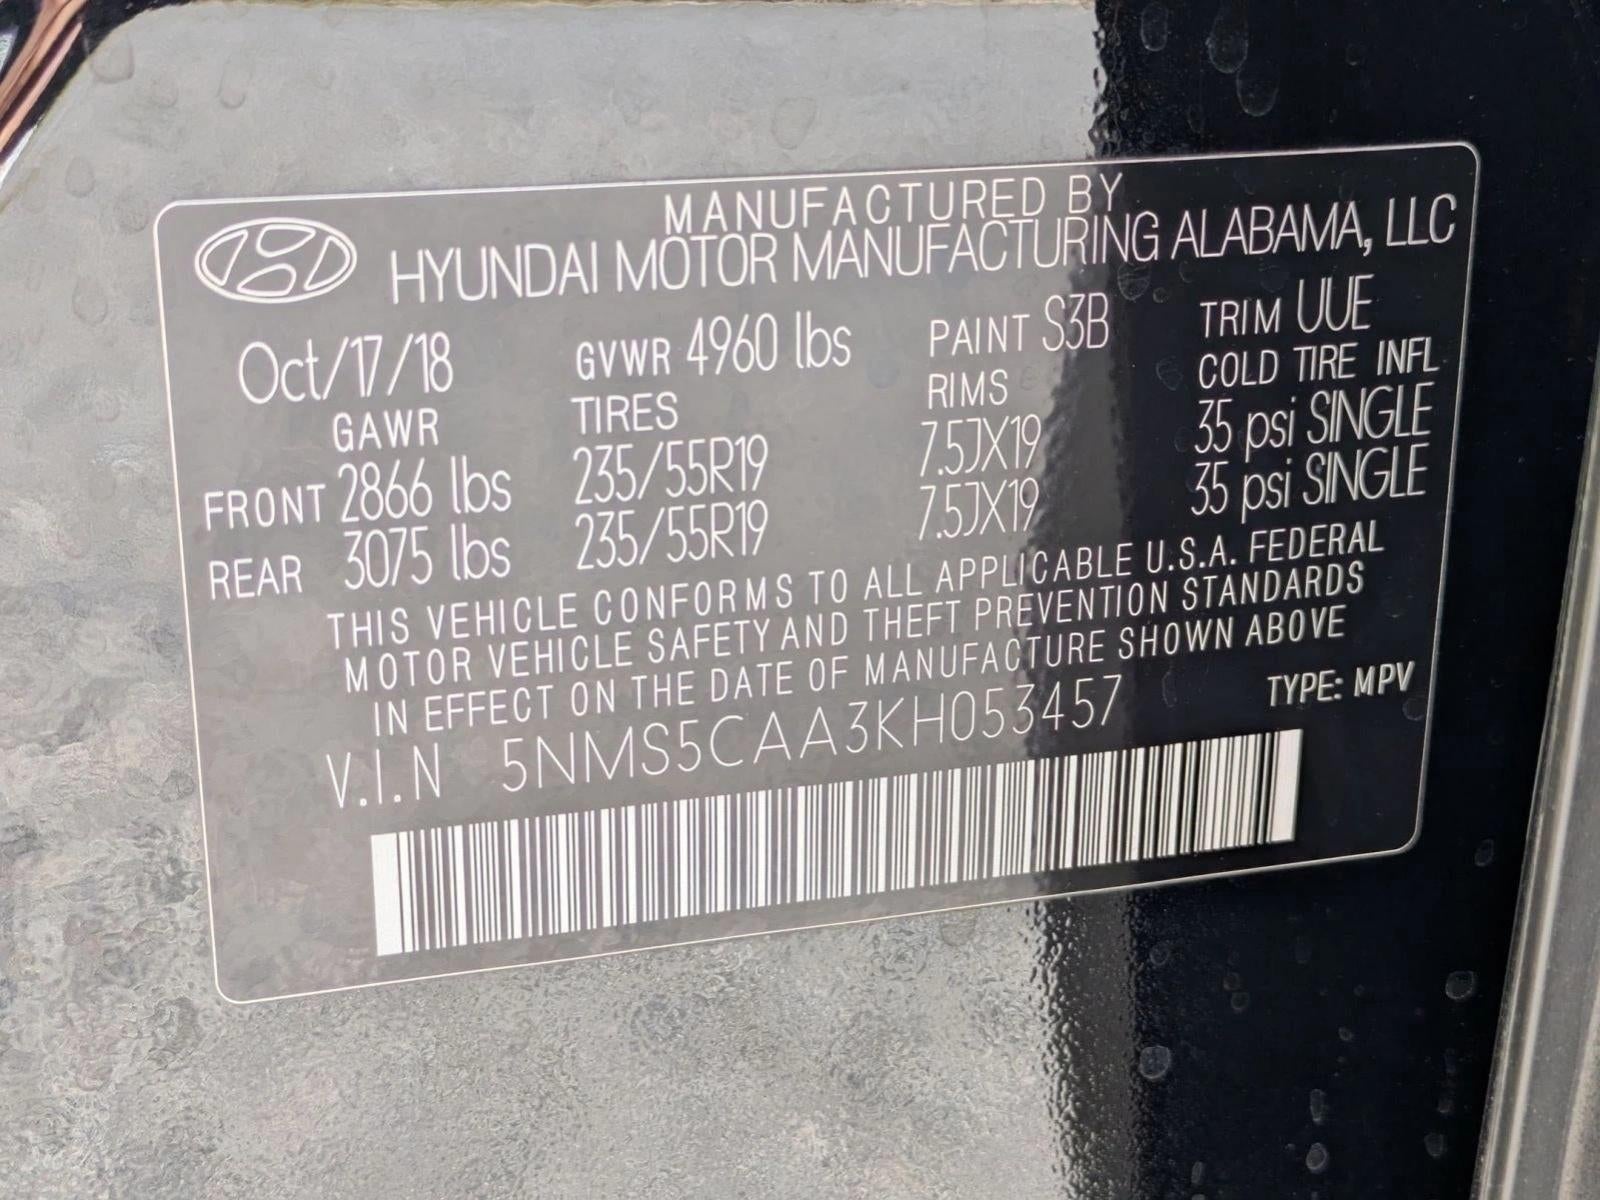 MANUFACTURED BY
HYUNDAI MOTOR MANUFACTURING ALABAMA, LLC
Oct/17/18 GVWR 4960 lbs PAINT S3B TRIM UUE
GAWR TIRES RIMS COLD TIRE INFL
FRONT 2866 lbs 235/55R19 7.5JX19 35 psi SINGLE
REAR 3075 lbs 235/55R19 7.5JX19 35 psi SINGLE
THIS VEHICLE CONFORMS TO ALL APPLICABLE U.S.A. FEDERAL
MOTOR VEHICLE SAFETY AND THEFT PREVENTION STANDARDS
IN EFFECT ON THE DATE OF MANUFACTURE SHOWN ABOVE
V.I.N 5NMS5CAA3KH053457 TYPE: MPV